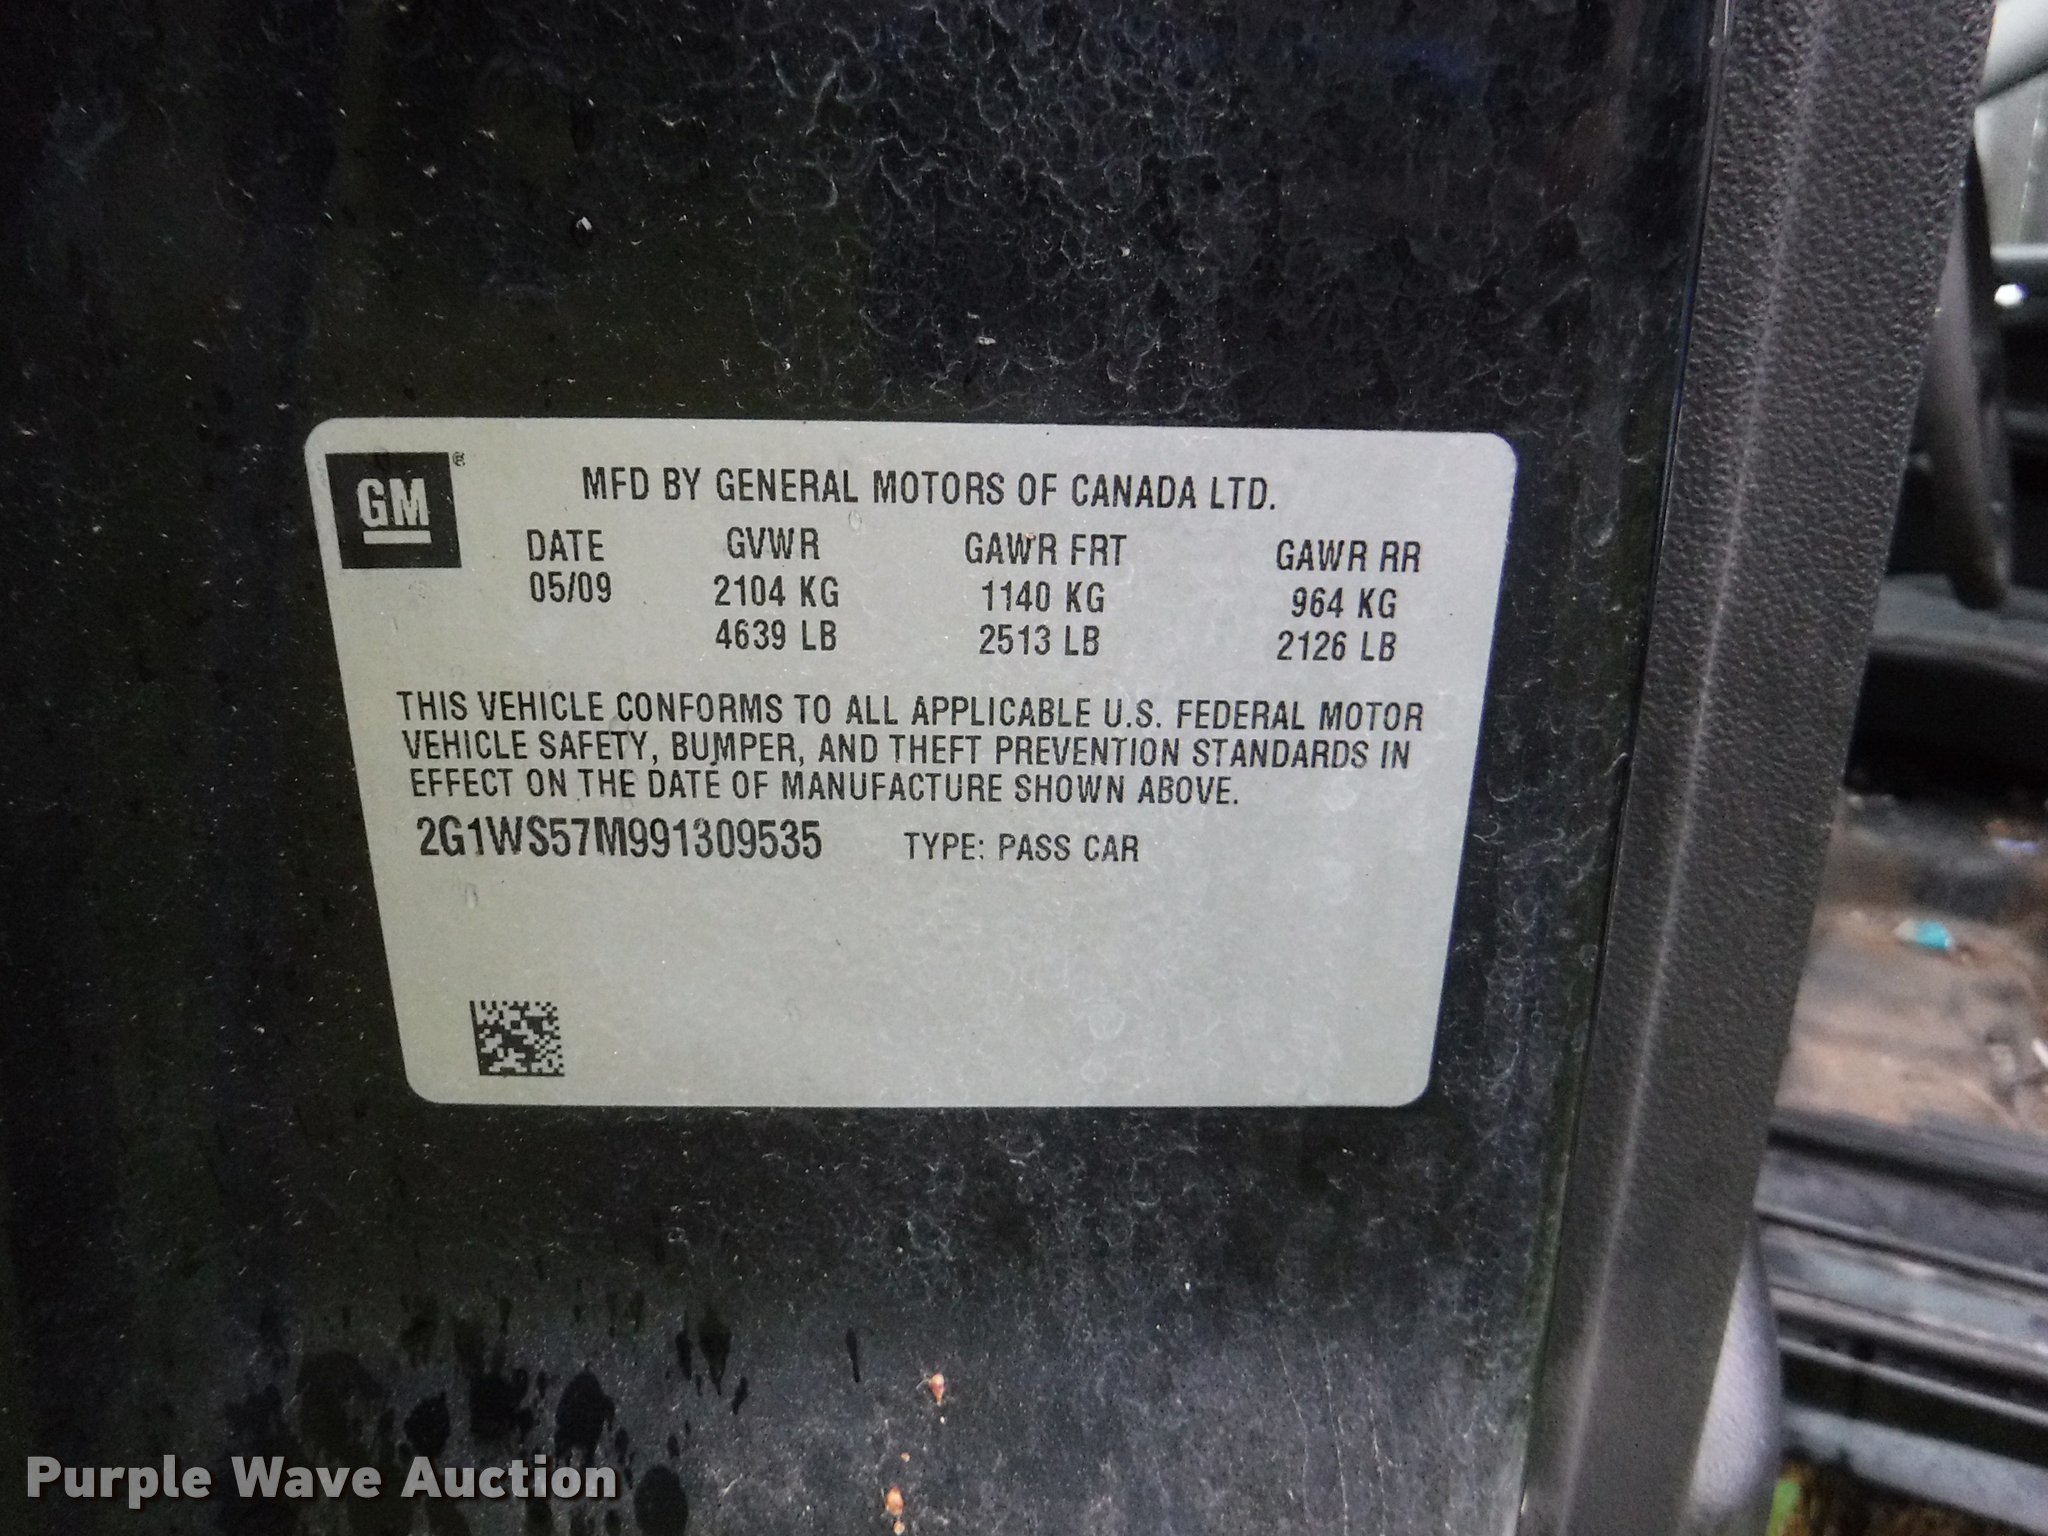 GM ®
MFD BY GENERAL MOTORS OF CANADA LTD.
DATE GVWR GAWR FRT GAWR RR
05/09 2104 KG 1140 KG 964 KG
4639 LB 2513 LB 2126 LB
THIS VEHICLE CONFORMS TO ALL APPLICABLE U.S. FEDERAL MOTOR
VEHICLE SAFETY, BUMPER, AND THEFT PREVENTION STANDARDS IN
EFFECT ON THE DATE OF MANUFACTURE SHOWN ABOVE.
2G1WS57M991309535 TYPE: PASS CAR
Purple Wave Auction